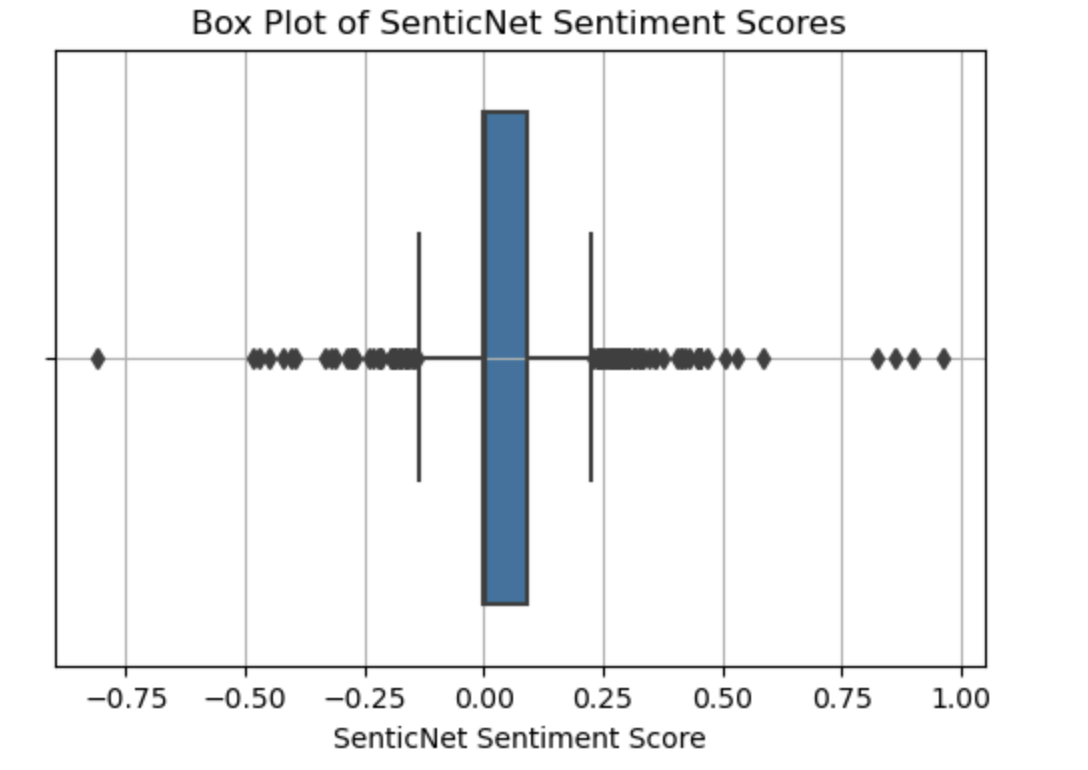 Box Plot of SenticNet Sentiment Scores
−0.75 −0.50 −0.25 0.00 0.25 0.50 0.75 1.00
SenticNet Sentiment Score